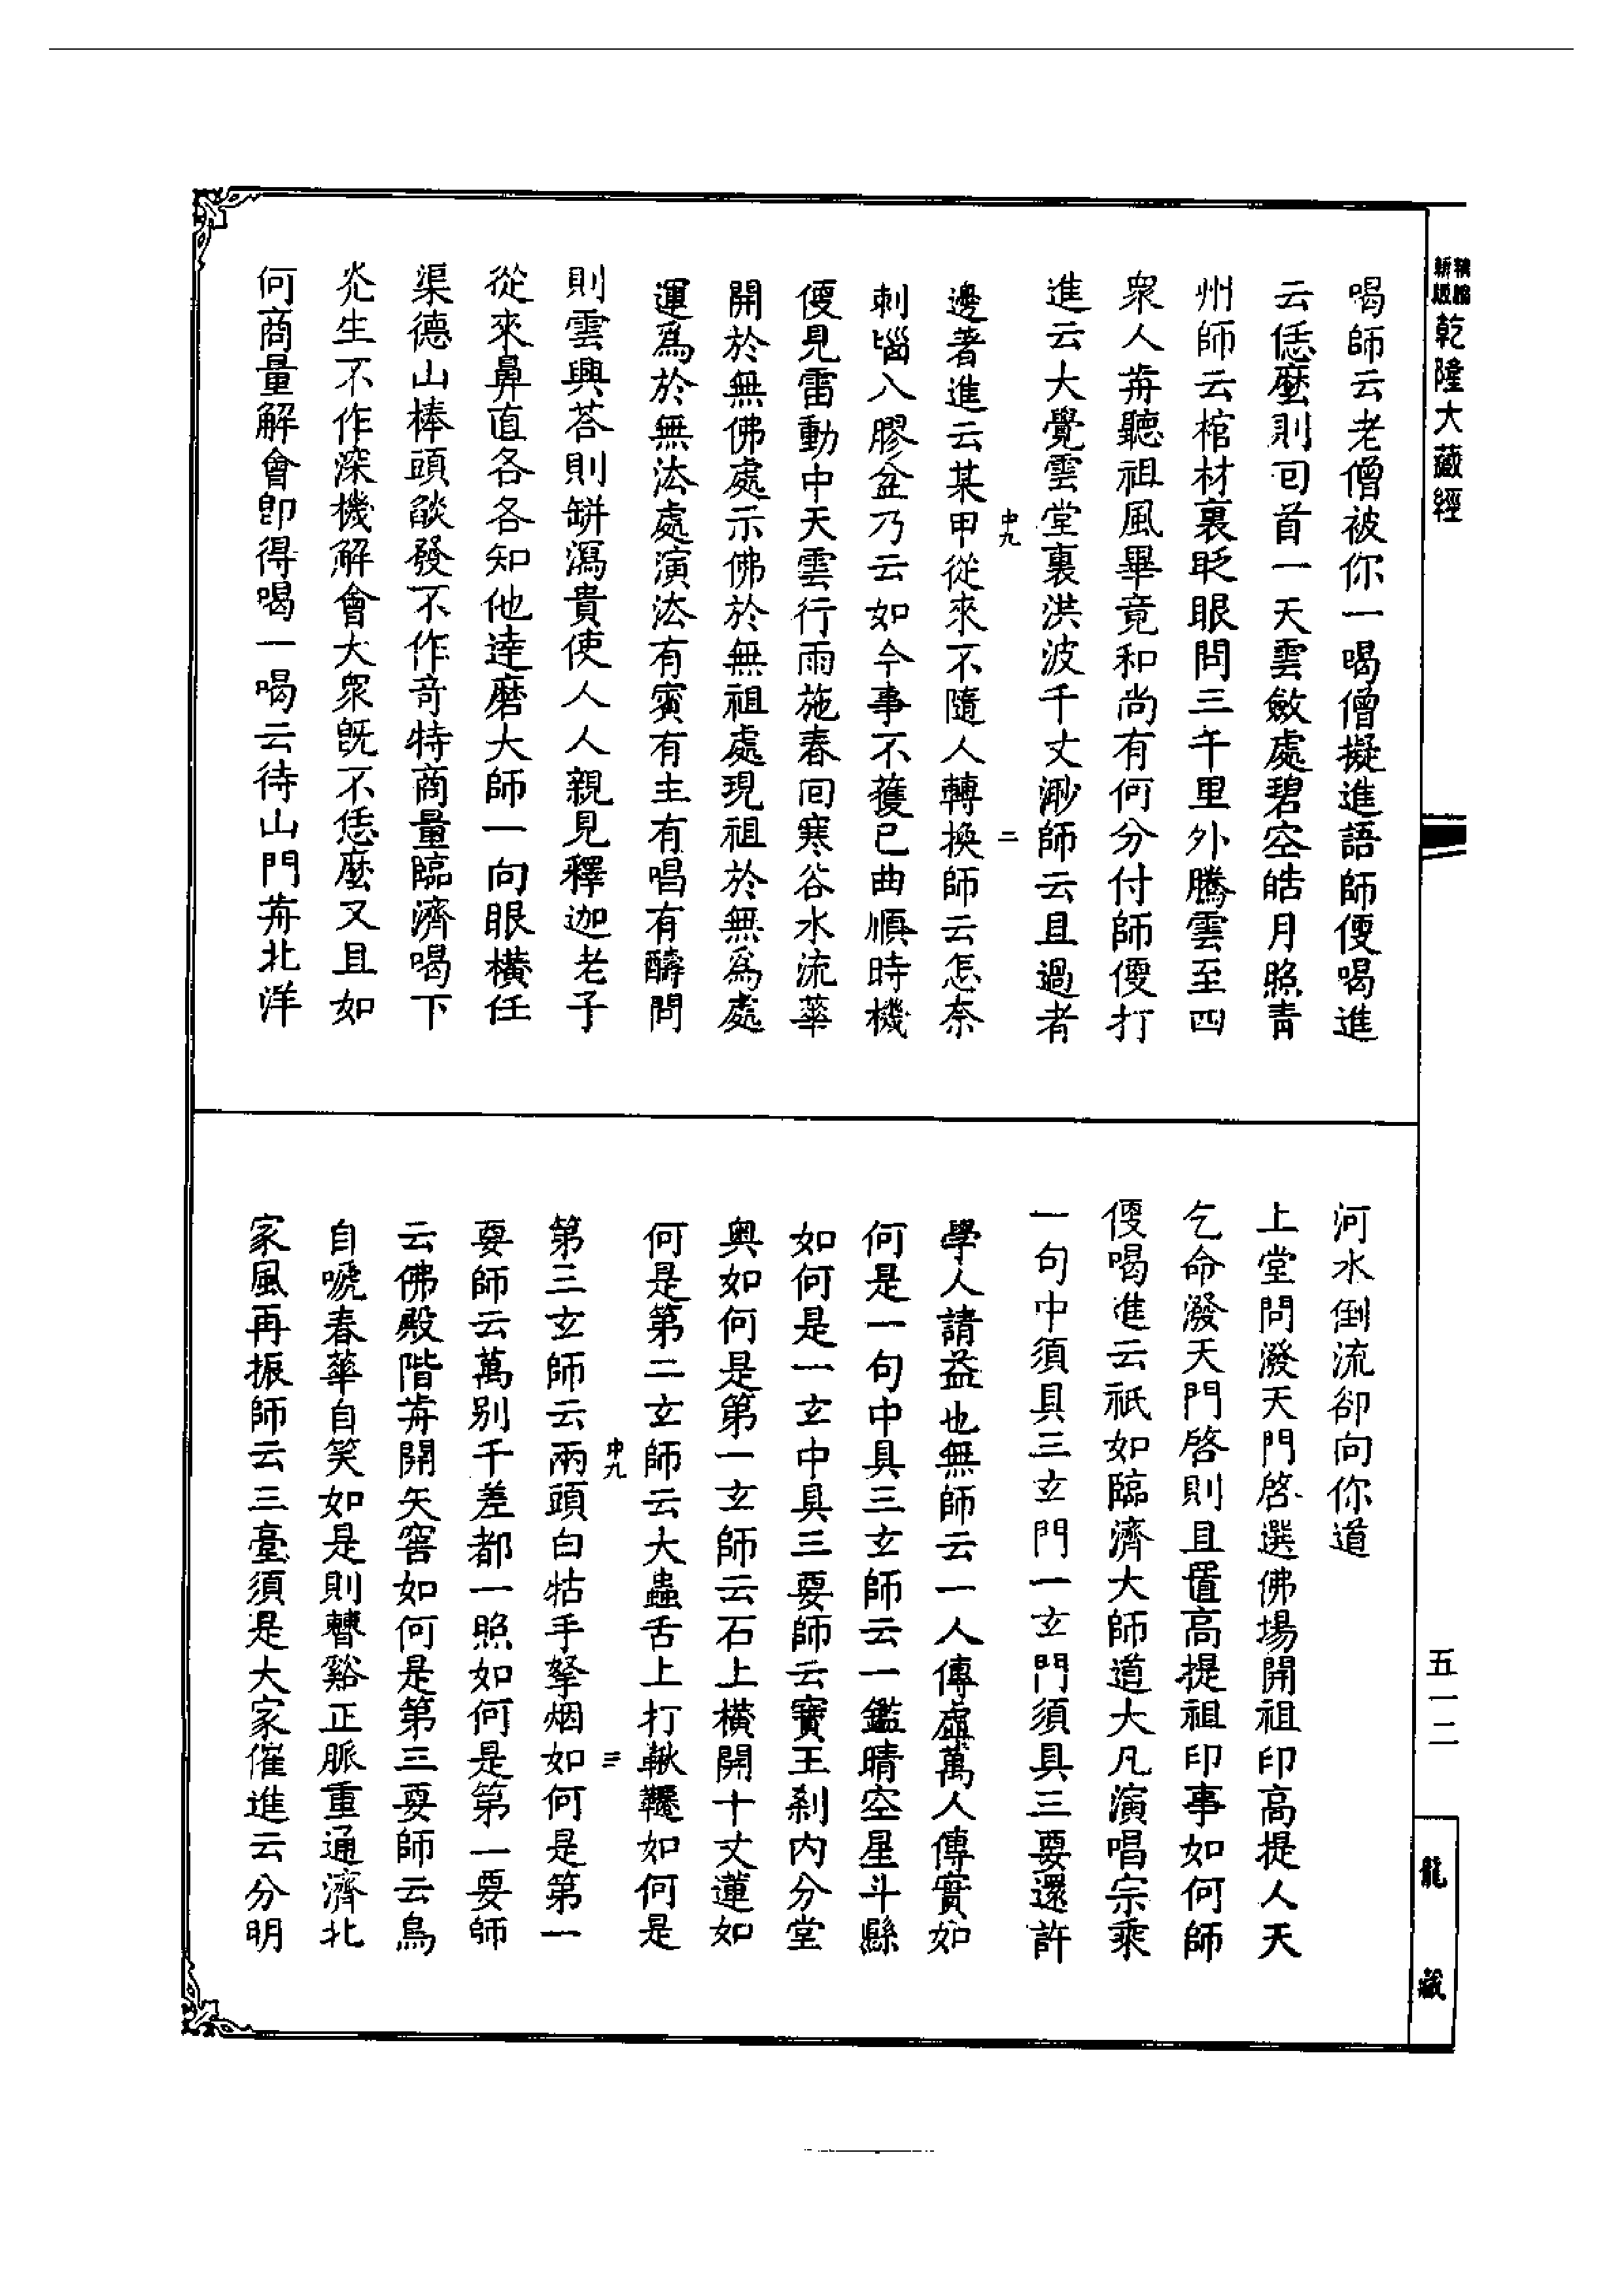 新版 乾隆大藏經
喝師云老僧被你一喝僧擬進語師便喝進
云恁麼則回首一天雲斂處碧空皓月照青
州師云棺材裏眨眼問三千里外騰雲至四
衆人前聽祖風畢竟和尚有何分付師便打
進云大覺雲堂裏洪波千丈渺師云且過者
中九 二
邊著進云某甲從來不隨人轉換師云怎奈
刺腦入膠盆乃云如今事不獲已曲順時機
便見雷動中天雲行雨施春回寒谷水流華
開於無佛處示佛於無祖處現祖於無為處
運為於無法處演法有賓有主有唱有酬問
則雲興荅則缾瀉貴使人人親見釋迦老子
從來鼻直各各知他達磨大師一向眼橫任
渠德山棒頭燄發不作奇特商量臨濟喝下
光生不作深機解會大衆旣不恁麼又且如
何商量解會卽得喝一喝云待山門前北洋
河水倒流卻向你道
上堂問潑天門啓選佛場開祖印高提人天
乞命潑天門啓則且置高提祖印事如何師
便喝進云祇如臨濟大師道大凡演唱宗乘
一句中須具三玄門一玄門須具三要還許
學人請益也無師云一人傳虛萬人傳實如
何是一句中具三玄師云一鑑晴空星斗縣
如何是一玄中具三要師云寶王剎內分堂
奥如何是第一玄師云石上橫開十丈蓮如
何是第二玄師云大蟲舌上打鞦韆如何是
中九 三
第三玄師云兩頭白牯手拏烟如何是第一
要師云萬別千差都一照如何是第一要師
云佛殿階前開矢窖如何是第三要師云鳥
自嗁春華自笑如是則磬谿正脈重通濟北
家風再振師云三臺須是大家催進云分明
五一二
龍藏